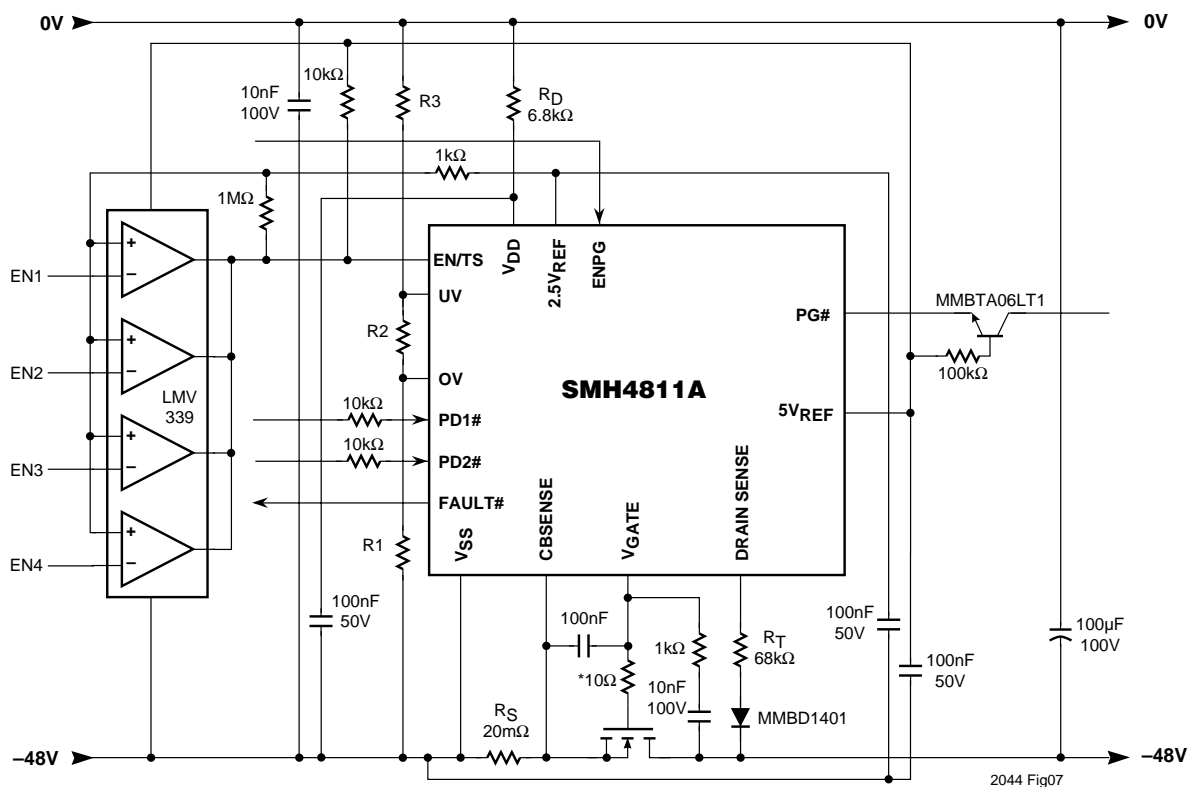 0V
0V
10kΩ
10nF
100V
R3
RD
6.8kΩ
1kΩ
1MΩ
EN/TS
VDD
2.5VREF
ENPG
EN1
UV
MMBTA06LT1
PG#
R2
EN2
OV
SMH4811A
100kΩ
LMV
339
10kΩ
PD1#
5VREF
10kΩ
PD2#
EN3
FAULT#
VSS
CBSENSE
VGATE
DRAIN SENSE
R1
EN4
100nF
50V
100nF
1kΩ
RT
68kΩ
100nF
50V
100µF
100V
*10Ω
10nF
100V
100nF
50V
RS
20mΩ
MMBD1401
–48V
–48V
2044 Fig07
+
–
+
–
+
–
+
–